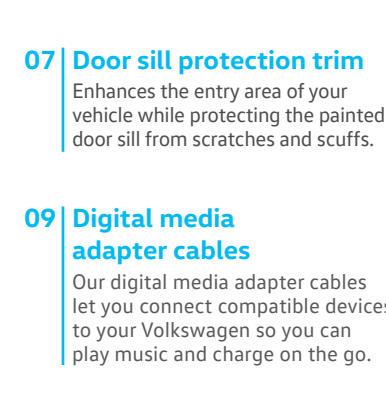 07 Door sill protection trim
Enhances the entry area of your
vehicle while protecting the painted
door sill from scratches and scuffs.
09 Digital media
adapter cables
Our digital media adapter cables
let you connect compatible devices
to your Volkswagen so you can
play music and charge on the go.